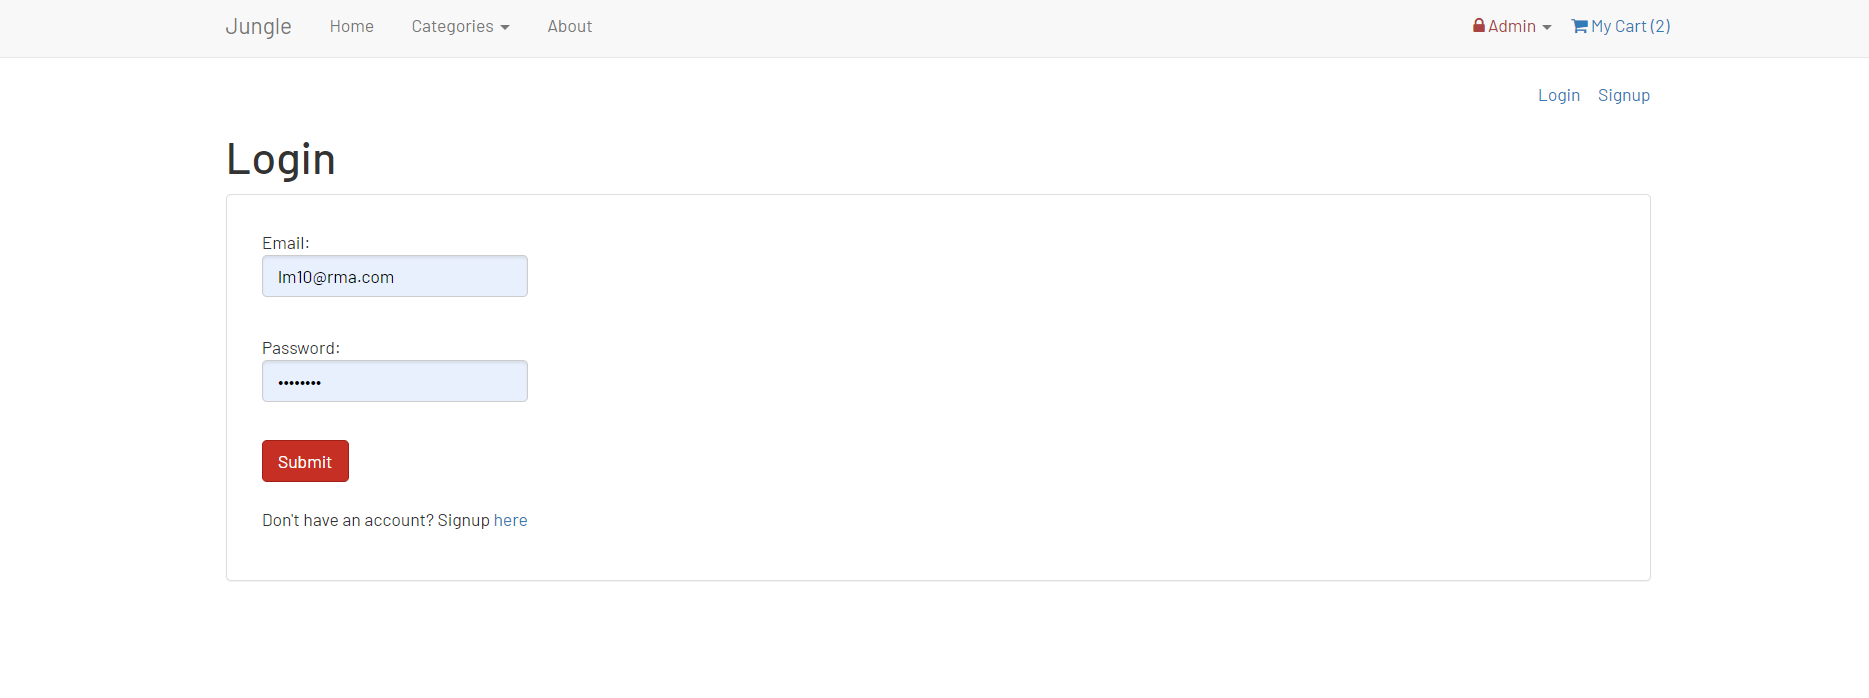 Jungle Home Categories About Admin My Cart (2)
Login Signup
Login
Email:
lm10@rma.com
Password:
••••••••
Submit
Don't have an account? Signup here